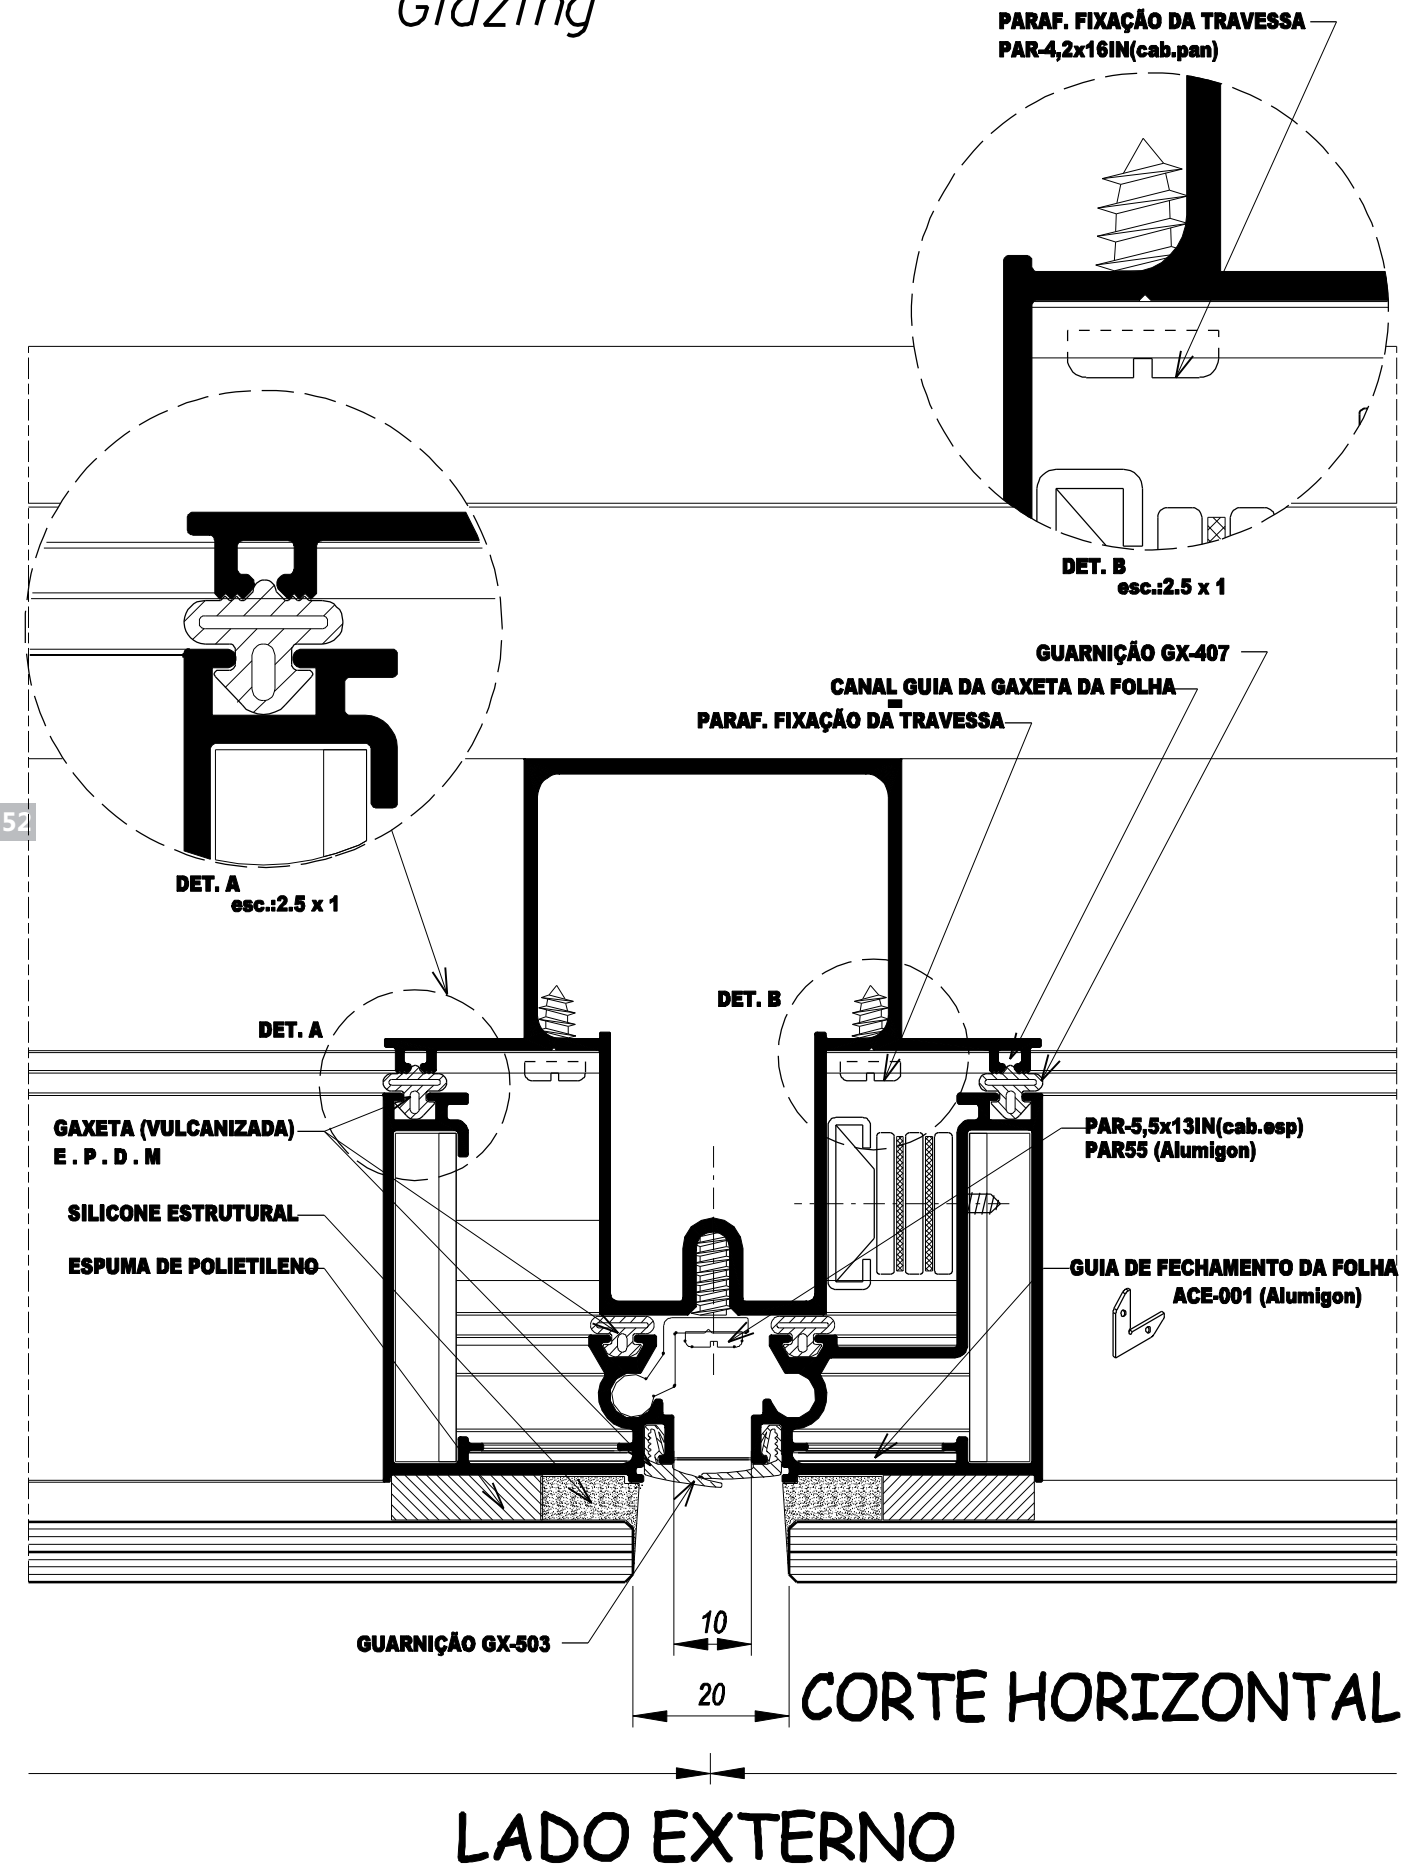 Glazing
PARAF. FIXAÇÃO DA TRAVESSA
PAR-4,2x16IN(cab.pan)
DET. B
esc.:2.5 x 1
GUARNIÇÃO GX-407
CANAL GUIA DA GAXETA DA FOLHA
PARAF. FIXAÇÃO DA TRAVESSA
52
DET. A
esc.:2.5 x 1
DET. B
DET. A
GAXETA (VULCANIZADA)
E.P.D.M
PAR-5,5x13IN(cab.esp)
PAR55 (Alumigon)
SILICONE ESTRUTURAL
ESPUMA DE POLIETILENO
GUIA DE FECHAMENTO DA FOLHA
ACE-001 (Alumigon)
10
GUARNIÇÃO GX-503
20
CORTE HORIZONTAL
LADO EXTERNO